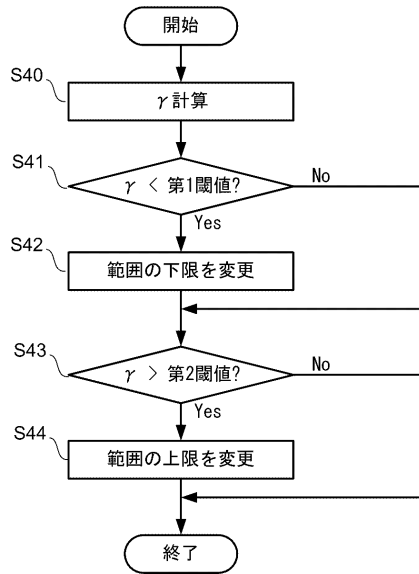 開始
S40
γ計算
S41
γ < 第1閾値?
No
Yes
S42
範囲の下限を変更
S43
γ > 第2閾値?
No
Yes
S44
範囲の上限を変更
終了